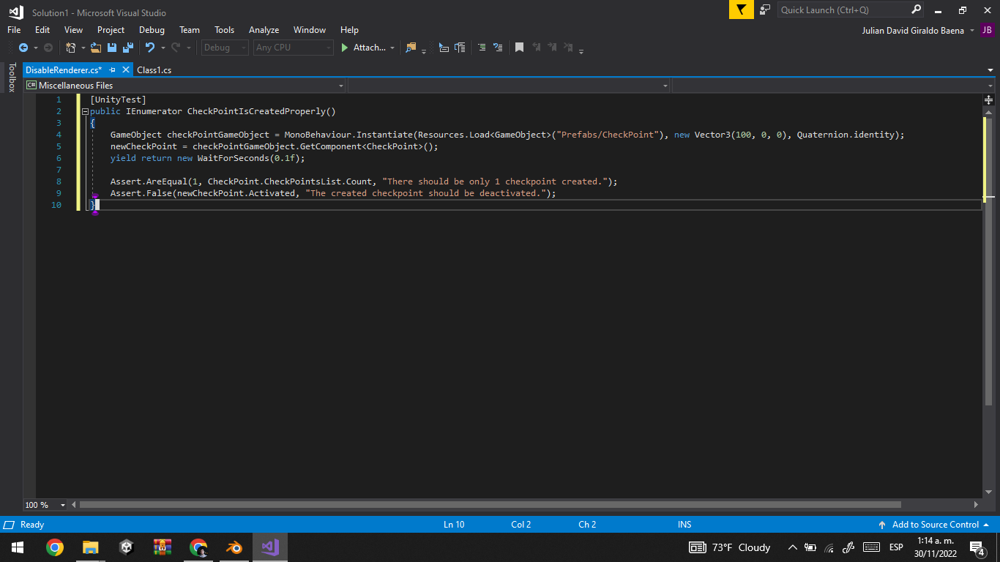 Solution1 - Microsoft Visual Studio
Quick Launch (Ctrl+Q)
File Edit View Project Debug Team Tools Analyze Window Help
Julian David Giraldo Baena JB
Debug Any CPU Attach...
Toolbox
DisableRenderer.cs* Class1.cs
C# Miscellaneous Files
1 [UnityTest]
2 public IEnumerator CheckPointIsCreatedProperly()
3 {
4 GameObject checkPointGameObject = MonoBehaviour.Instantiate(Resources.Load<GameObject>("Prefabs/CheckPoint"), new Vector3(100, 0, 0), Quaternion.identity);
5 newCheckPoint = checkPointGameObject.GetComponent<CheckPoint>();
6 yield return new WaitForSeconds(0.1f);
7
8 Assert.AreEqual(1, CheckPoint.CheckPointsList.Count, "There should be only 1 checkpoint created.");
9 Assert.False(newCheckPoint.Activated, "The created checkpoint should be deactivated.");
10 }
100 %
Ready Ln 10 Col 2 Ch 2 INS Add to Source Control
73°F Cloudy ESP 1:14 a. m.
30/11/2022 4